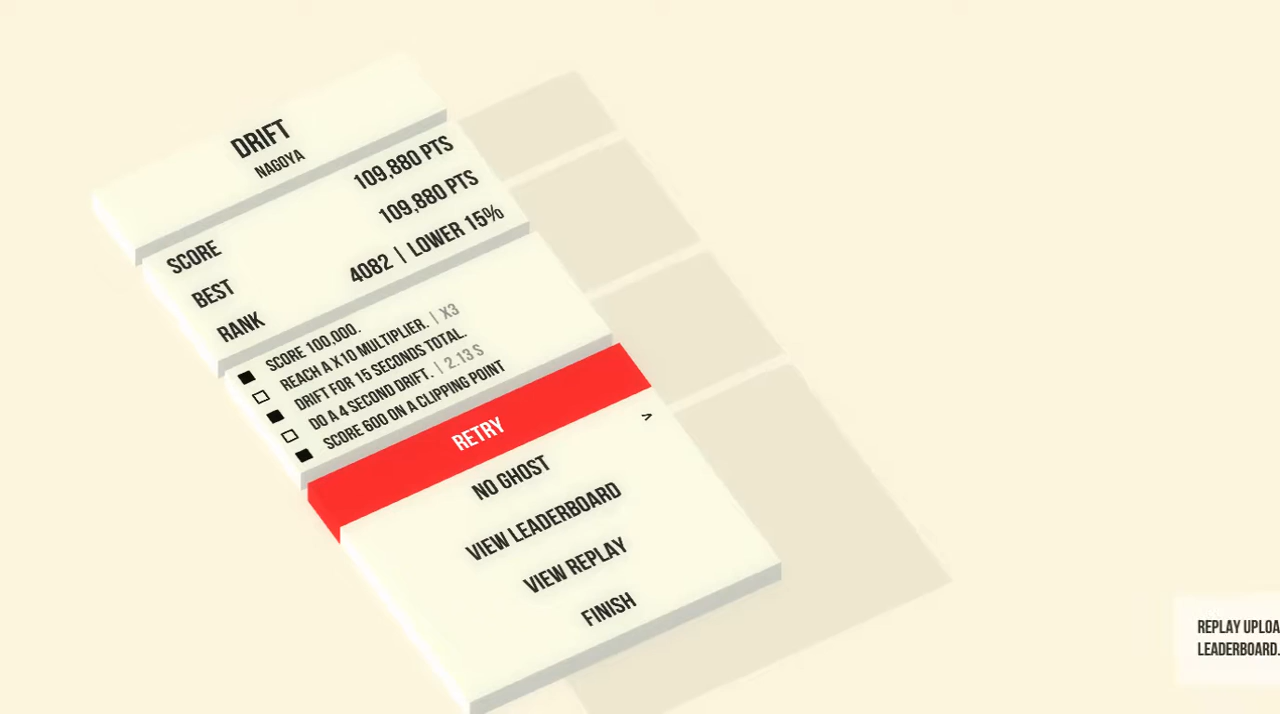 DRIFT
NAGOYA
SCORE 109,880 PTS
BEST 109,880 PTS
RANK 4082 | LOWER 15%
SCORE 100,000.
REACH A X10 MULTIPLIER. | X3
DRIFT FOR 15 SECONDS TOTAL.
DO A 4 SECOND DRIFT. | 2.13 S
SCORE 600 ON A CLIPPING POINT
RETRY
NO GHOST >
VIEW LEADERBOARD
VIEW REPLAY
FINISH
REPLAY UPLOA
LEADERBOARD.